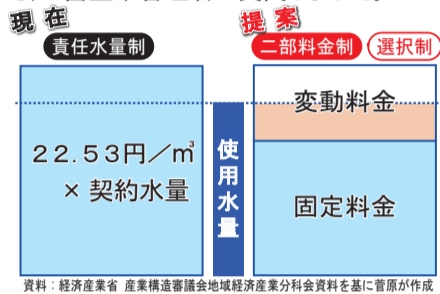 現在
提案
責任水量制
二部料金制
選択制
22.53円／㎥
× 契約水量
使用水量
変動料金
固定料金
資料：経済産業省 産業構造審議会地域経済産業分科会資料を基に菅原が作成